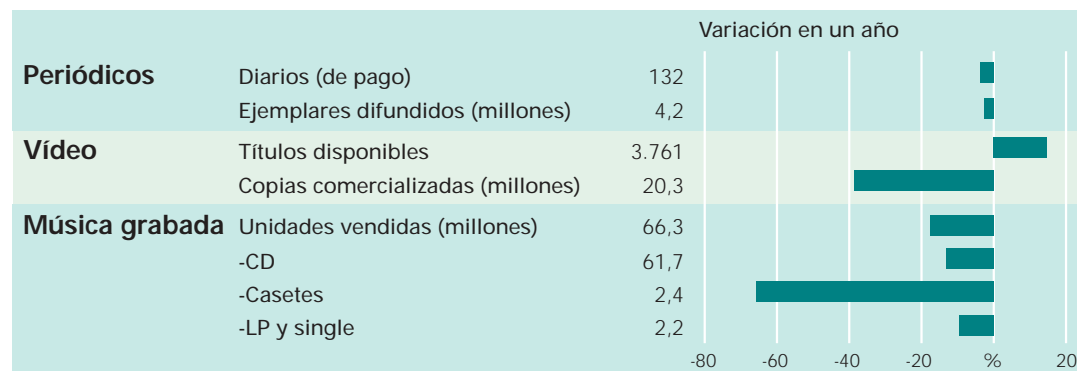 Variación en un año
Periódicos Diarios (de pago) 132
Ejemplares difundidos (millones) 4,2
Vídeo Títulos disponibles 3.761
Copias comercializadas (millones) 20,3
Música grabada Unidades vendidas (millones) 66,3
-CD 61,7
-Casetes 2,4
-LP y single 2,2
-80 -60 -40 -20 % 20